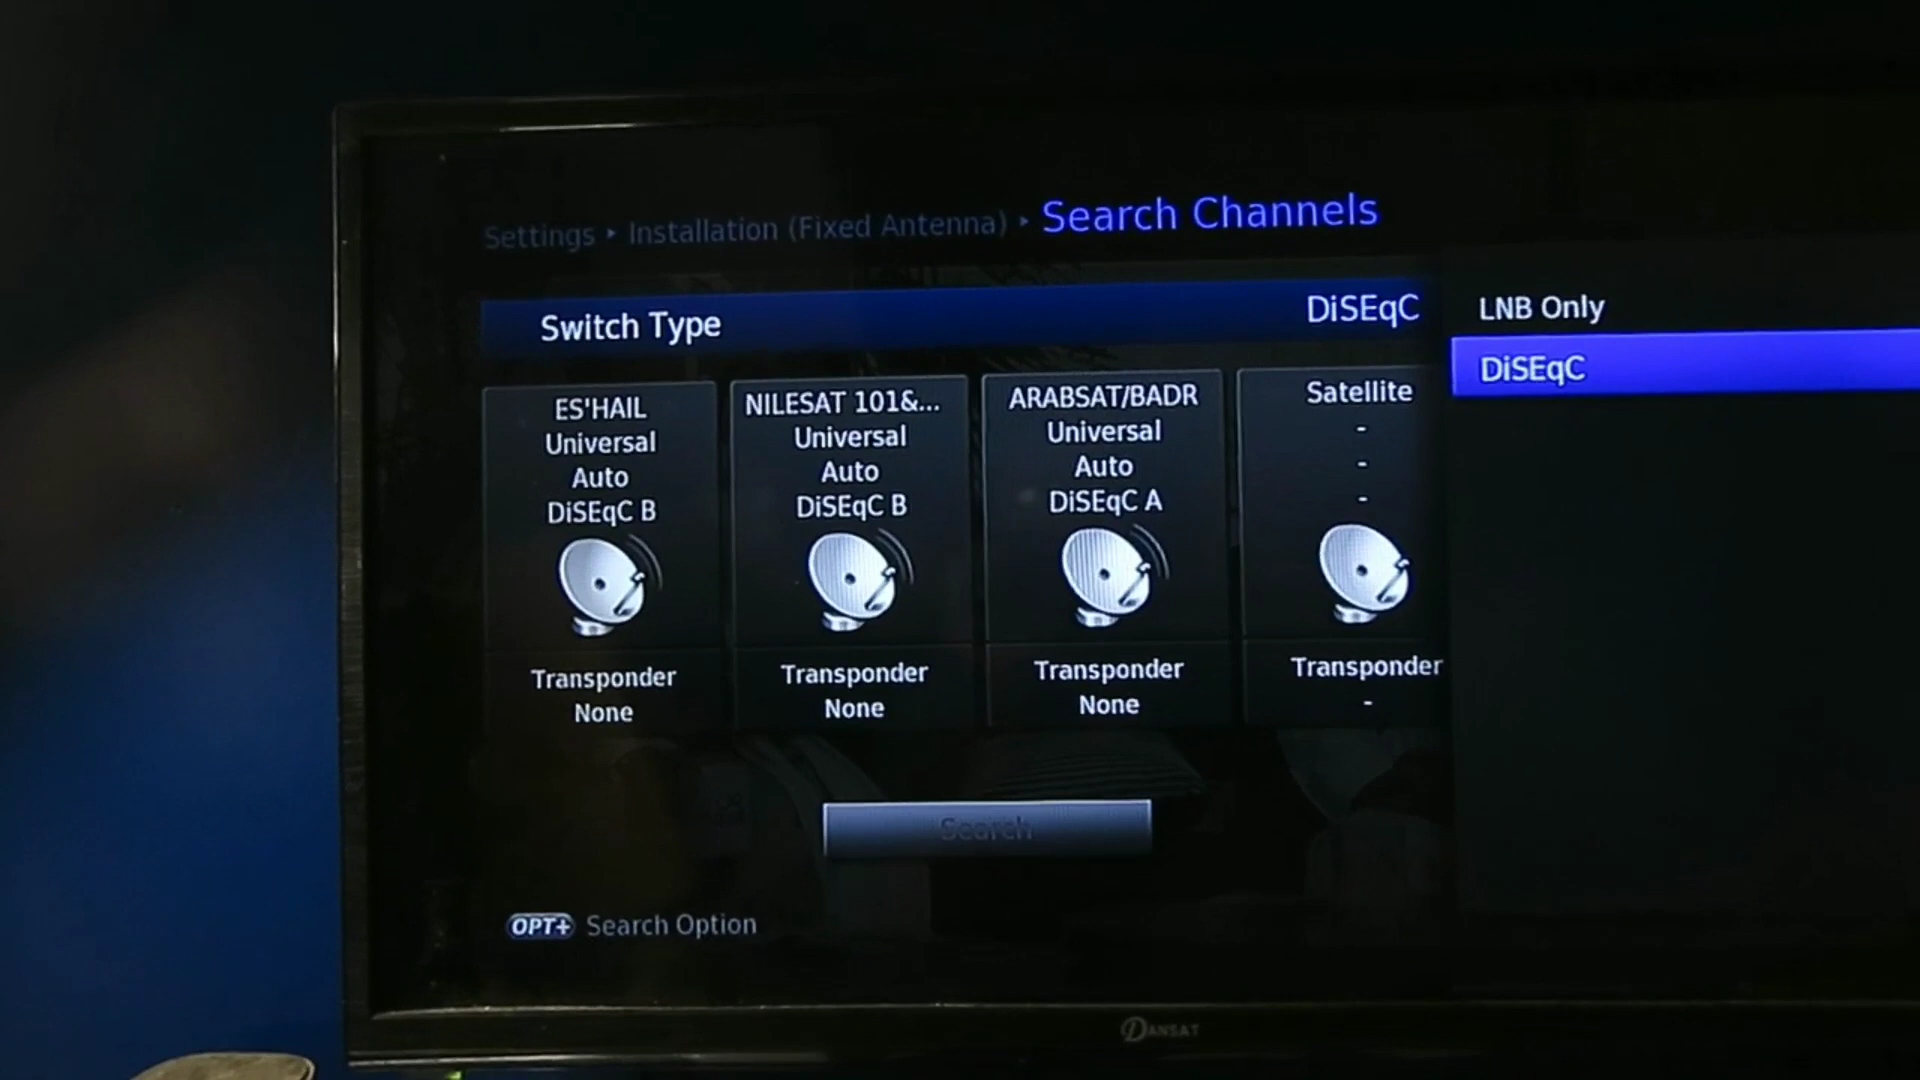 Settings ▸ Installation (Fixed Antenna) ▸ Search Channels
Switch Type DiSEqC
LNB Only
DiSEqC
ES'HAIL
Universal
Auto
DiSEqC B
Transponder
None
NILESAT 101&...
Universal
Auto
DiSEqC B
Transponder
None
ARABSAT/BADR
Universal
Auto
DiSEqC A
Transponder
None
Satellite
-
-
-
Transponder
-
Search
OPT+ Search Option
DANSAT